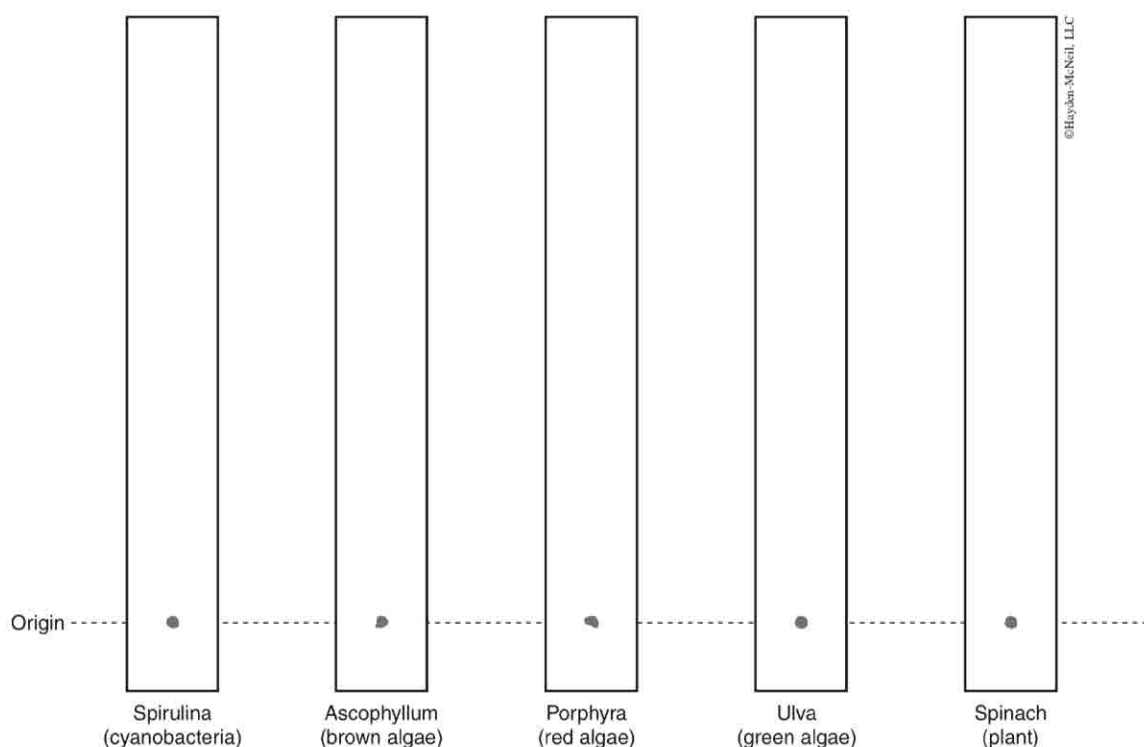 ©Hayden-McNeil, LLC
Origin
Spirulina
(cyanobacteria)
Ascophyllum
(brown algae)
Porphyra
(red algae)
Ulva
(green algae)
Spinach
(plant)